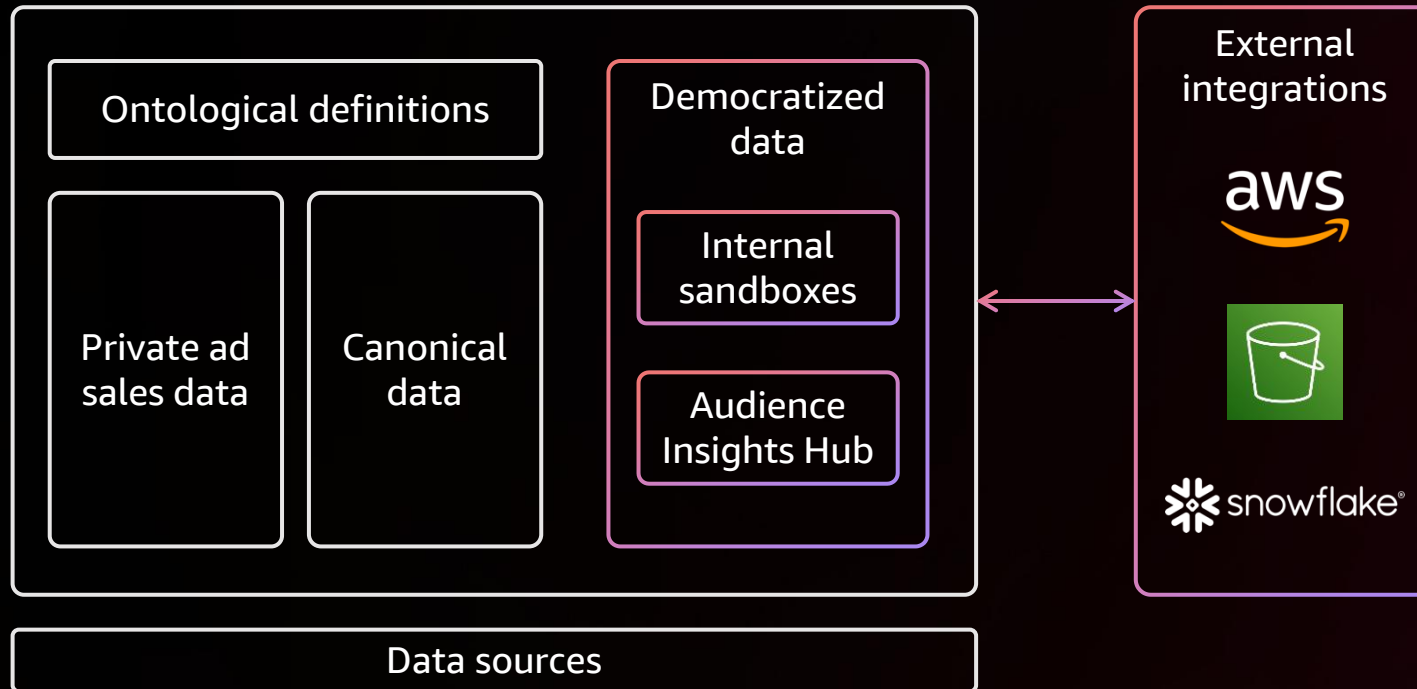 Ontological definitions
Private ad
sales data
Canonical
data
Democratized
data
Internal
sandboxes
Audience
Insights Hub
External
integrations
aws
snowflake®
Data sources